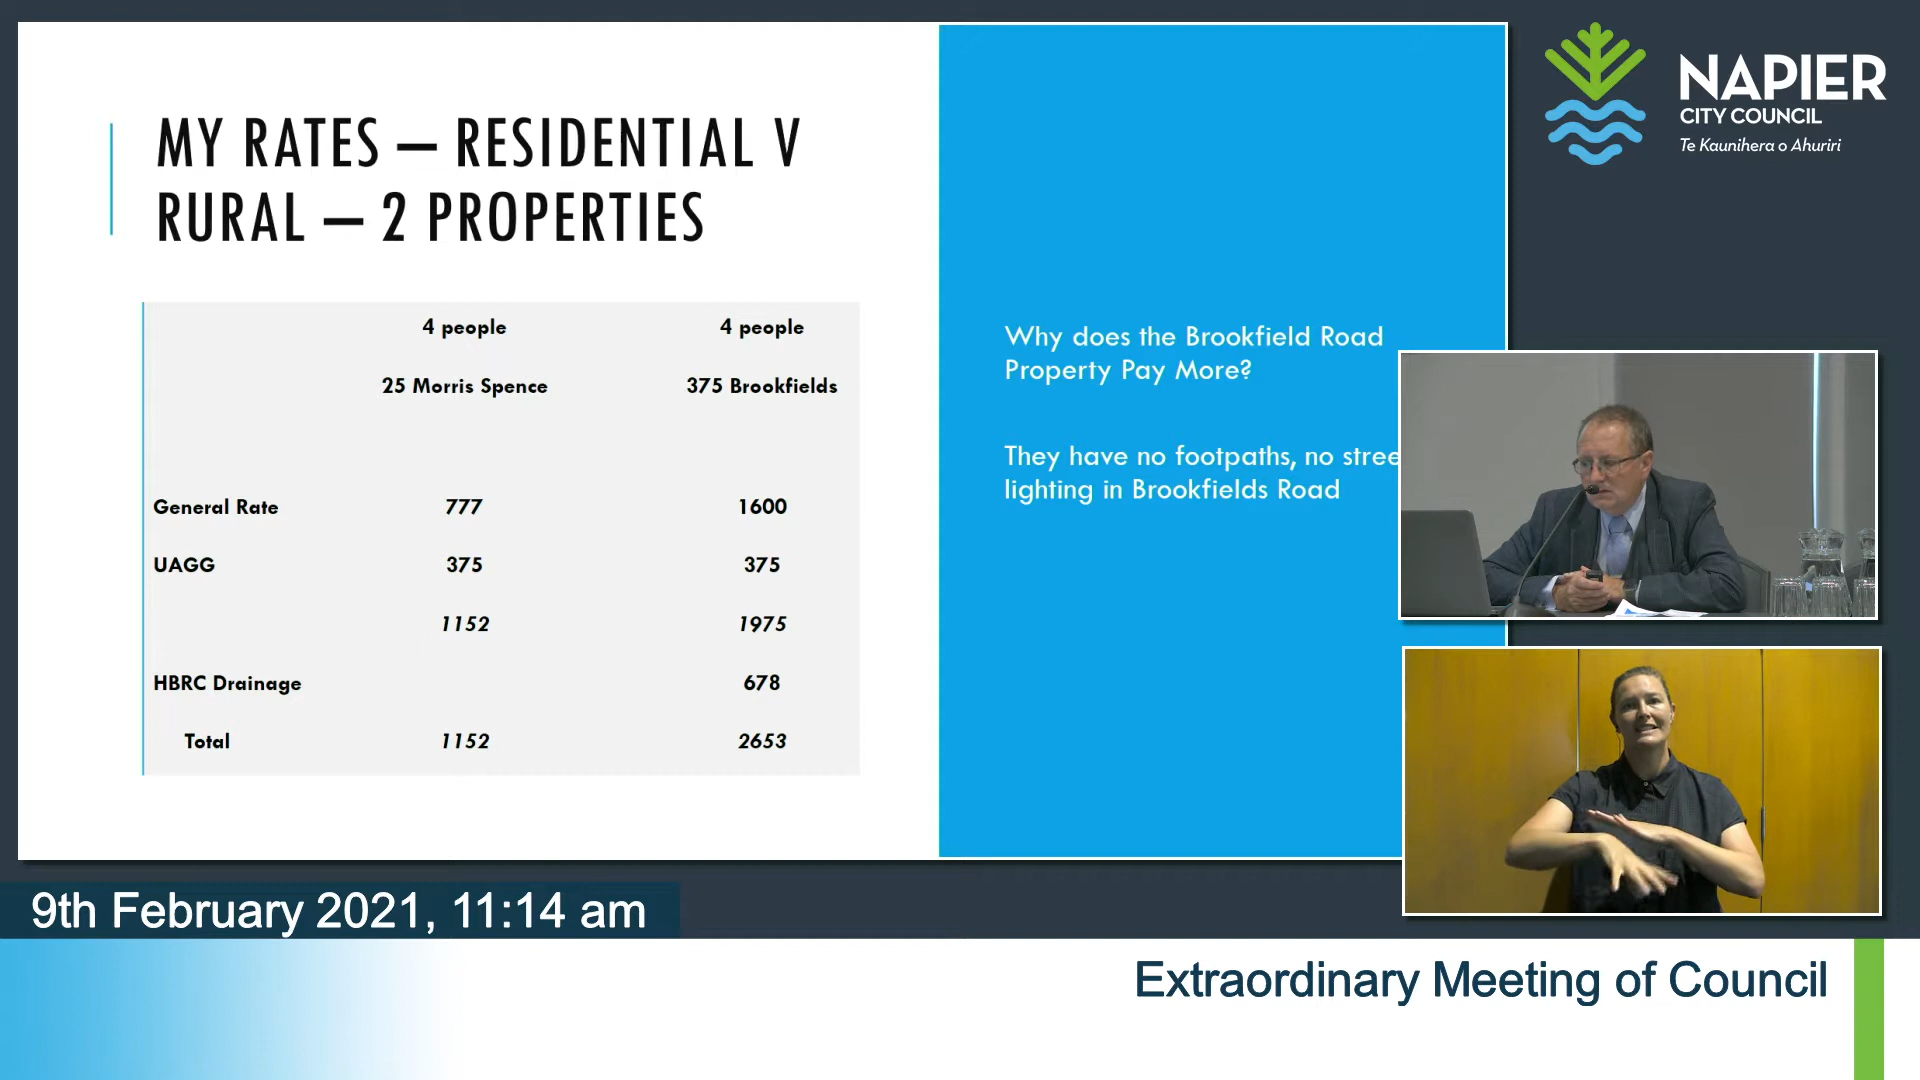 MY RATES – RESIDENTIAL V
RURAL – 2 PROPERTIES
4 people 4 people
25 Morris Spence 375 Brookfields
General Rate 777 1600
UAGG 375 375
1152 1975
HBRC Drainage 678
Total 1152 2653
Why does the Brookfield Road
Property Pay More?
They have no footpaths, no stree
lighting in Brookfields Road
NAPIER
CITY COUNCIL
Te Kaunihera o Ahuriri
9th February 2021, 11:14 am
Extraordinary Meeting of Council